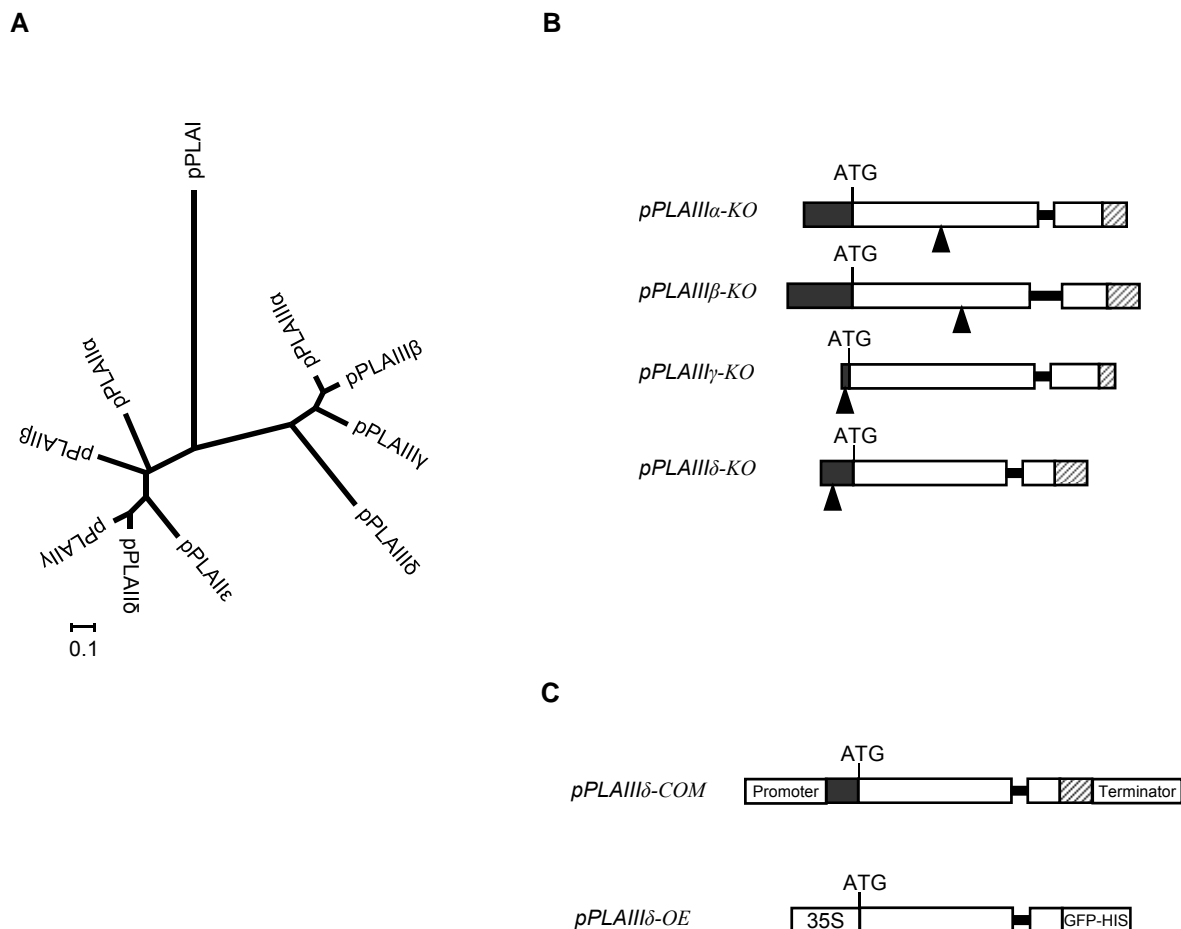 A
pPLAI
pPLAIIα
pPLAIIβ
pPLAIIγ
pPLAIIδ
pPLAIIε
pPLAIIIα
pPLAIIIβ
pPLAIIIγ
pPLAIIIδ
0.1
B
ATG
pPLAIIIα-KO
ATG
pPLAIIIβ-KO
ATG
pPLAIIIγ-KO
ATG
pPLAIIIδ-KO
C
ATG
pPLAIIIδ-COM Promoter Terminator
ATG
pPLAIIIδ-OE 35S GFP-HIS